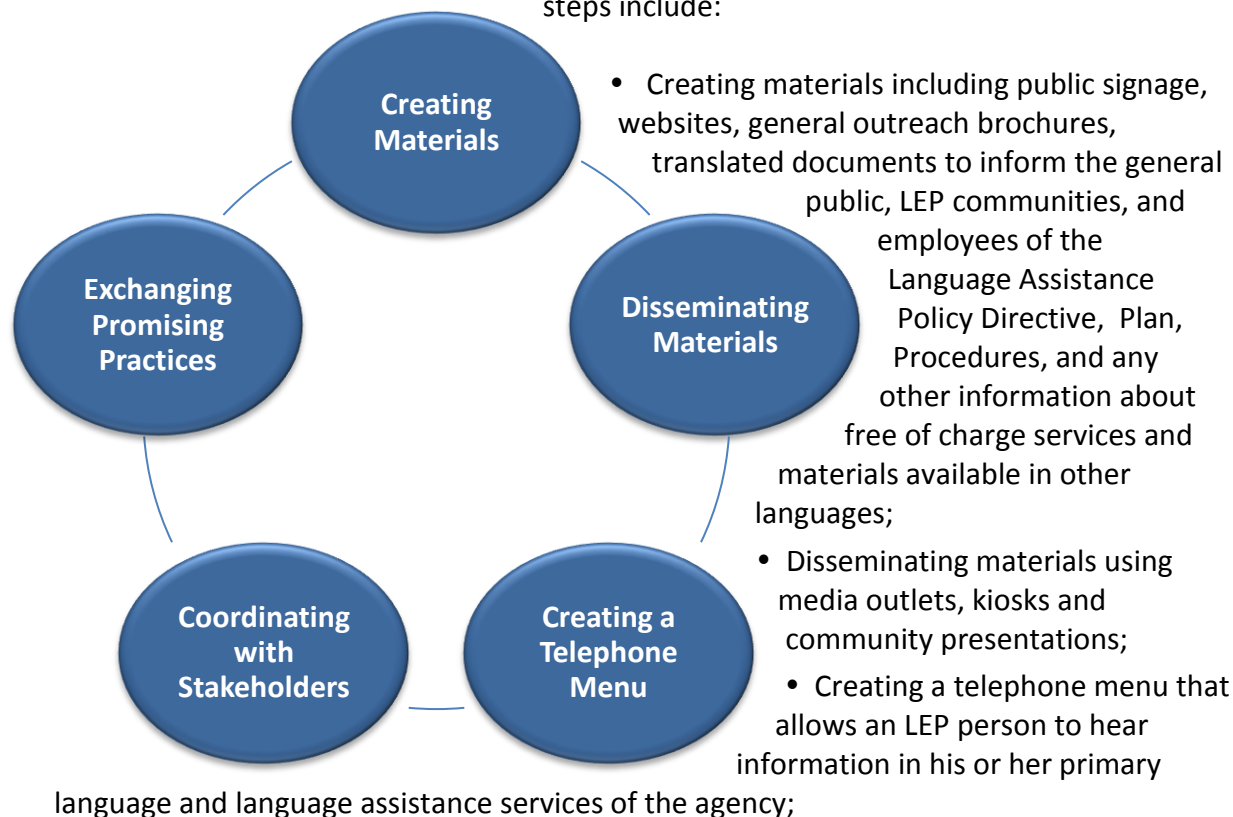 steps include:
Creating
Materials
• Creating materials including public signage,
websites, general outreach brochures,
translated documents to inform the general
public, LEP communities, and
employees of the
Language Assistance
Policy Directive, Plan,
Procedures, and any
other information about
free of charge services and
materials available in other
languages;
• Disseminating materials using
media outlets, kiosks and
community presentations;
• Creating a telephone menu that
allows an LEP person to hear
information in his or her primary
language and language assistance services of the agency;
Disseminating
Materials
Creating a
Telephone
Menu
Coordinating
with
Stakeholders
Exchanging
Promising
Practices